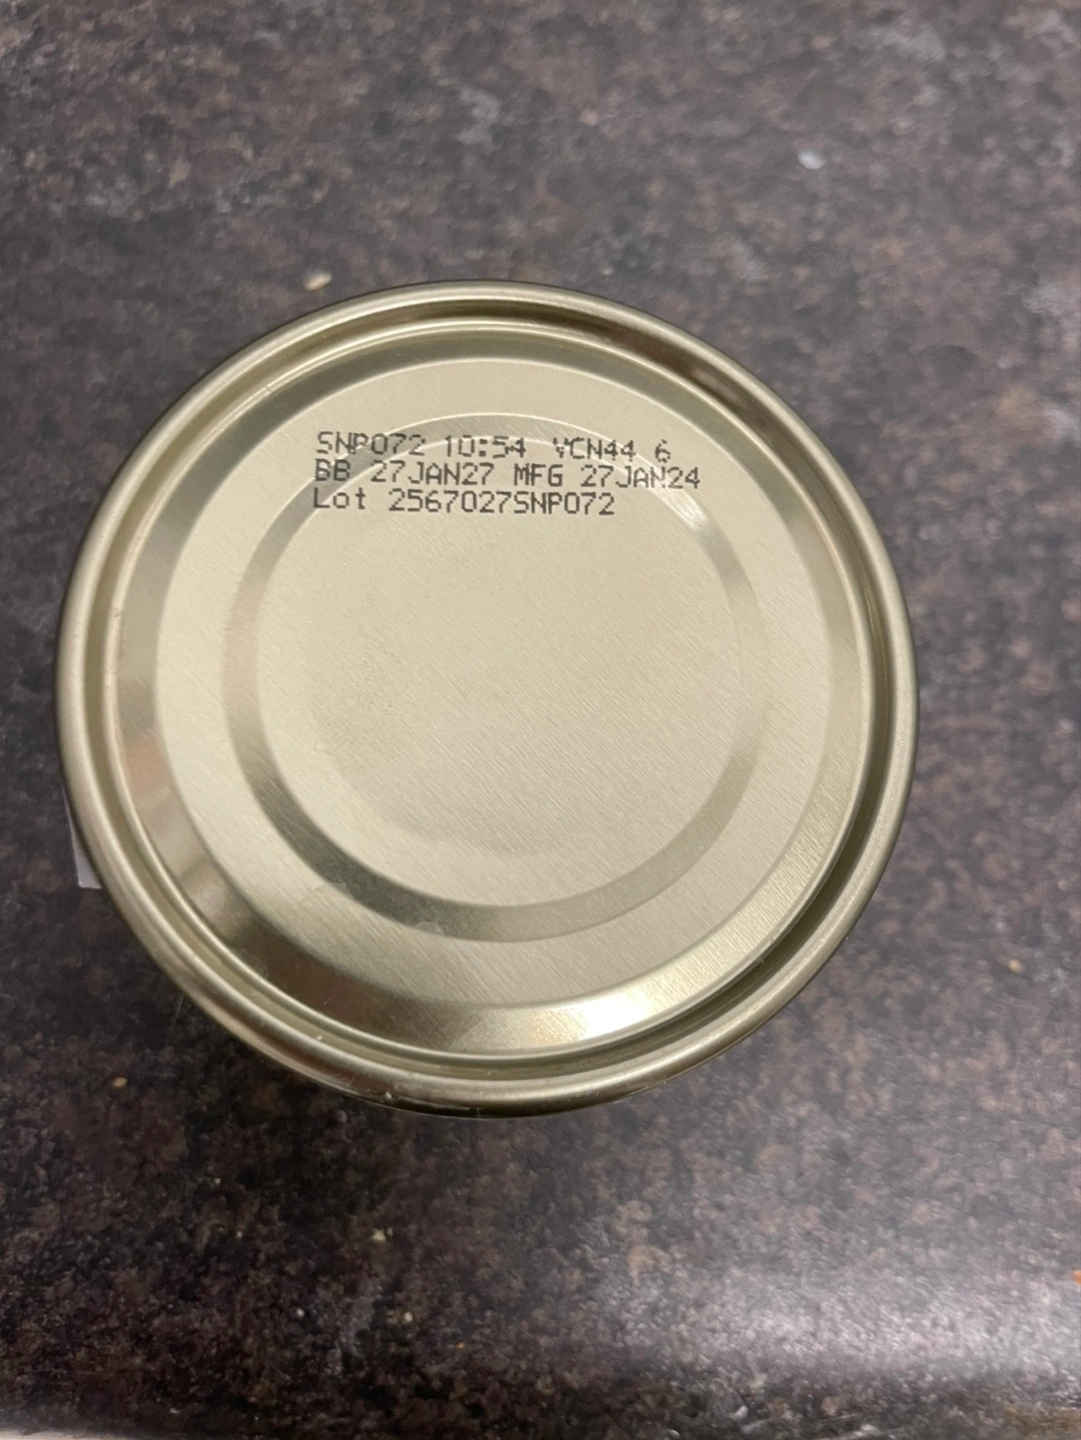 SNP072 10:54 VCN44 6
BB 27JAN27 MFG 27JAN24
Lot 2567027SNP072